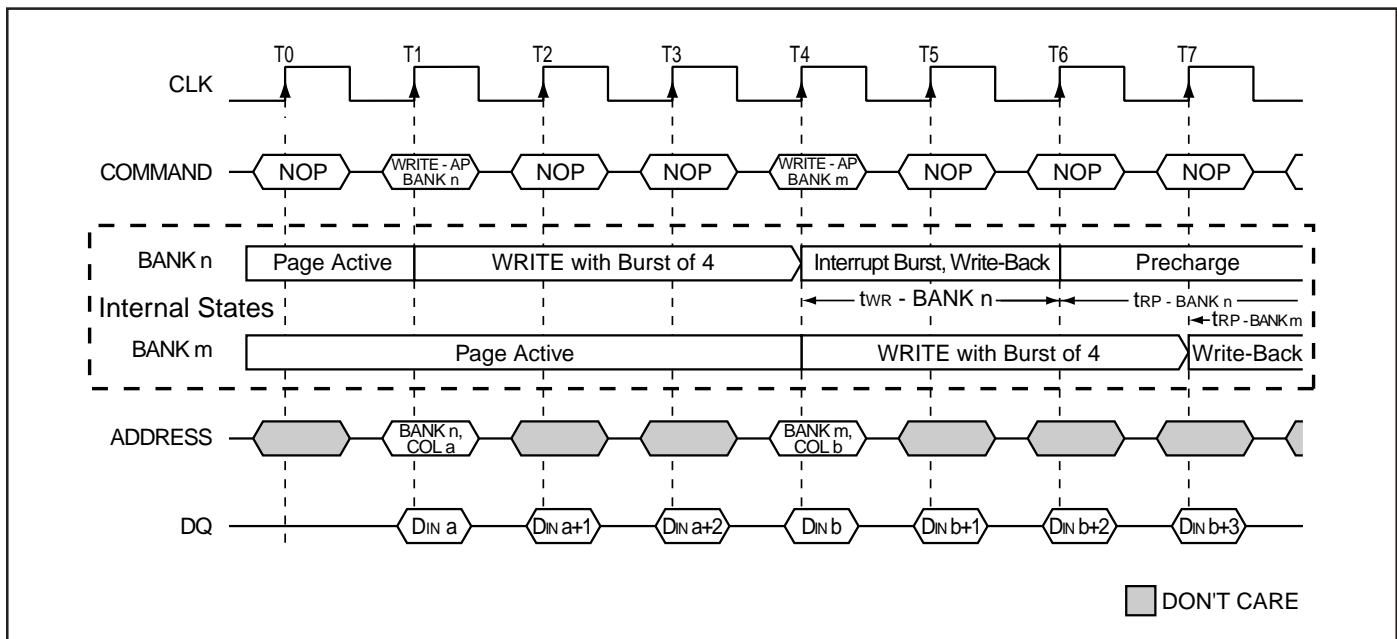 T0 T1 T2 T3 T4 T5 T6 T7
CLK
COMMAND NOP WRITE - AP BANK n NOP NOP WRITE - AP BANK m NOP NOP NOP
BANK n Page Active WRITE with Burst of 4 Interrupt Burst, Write-Back Precharge
Internal States tWR - BANK n tRP - BANK n
tRP - BANK m
BANK m Page Active WRITE with Burst of 4 Write-Back
ADDRESS BANK n, COL a BANK m, COL b
DQ DIN a DIN a+1 DIN a+2 DIN b DIN b+1 DIN b+2 DIN b+3
DON'T CARE